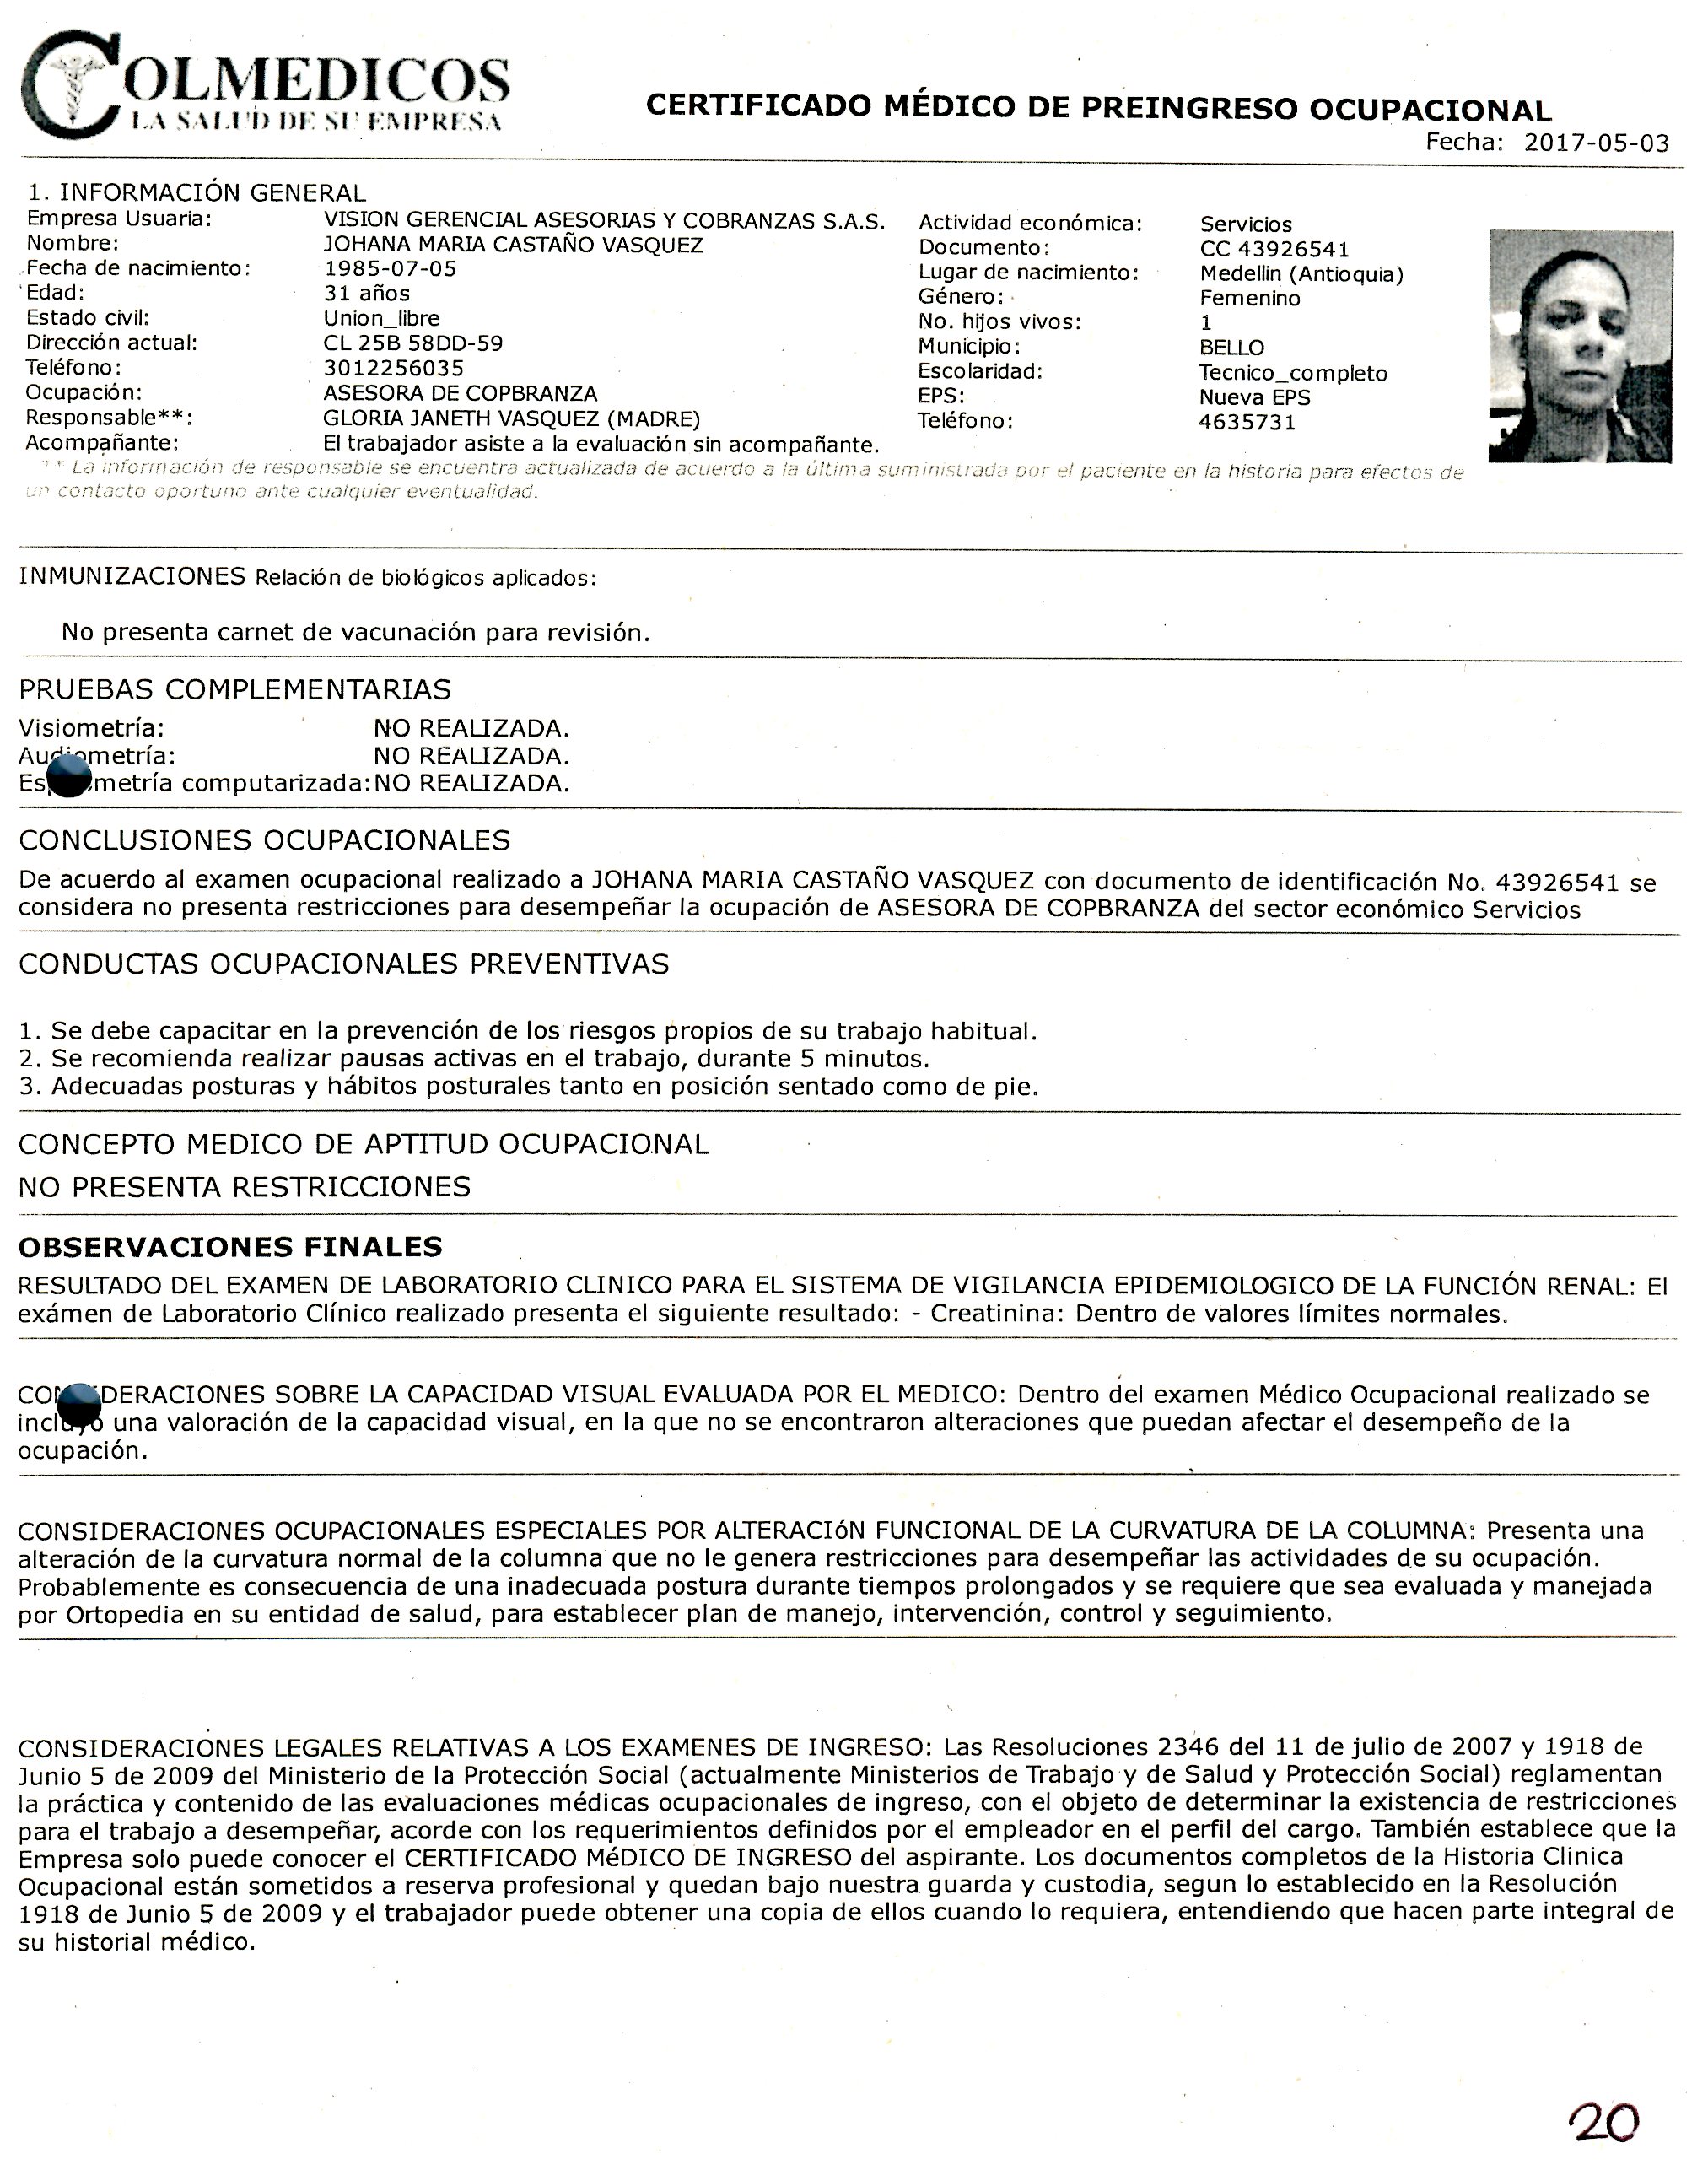 COLMEDICOS
LA SALUD DE SU EMPRESA
CERTIFICADO MÉDICO DE PREINGRESO OCUPACIONAL
Fecha: 2017-05-03
1. INFORMACIÓN GENERAL
Empresa Usuaria: VISION GERENCIAL ASESORIAS Y COBRANZAS S.A.S. Actividad económica: Servicios
Nombre: JOHANA MARIA CASTAÑO VASQUEZ Documento: CC 43926541
Fecha de nacimiento: 1985-07-05 Lugar de nacimiento: Medellin (Antioquia)
Edad: 31 años Género: Femenino
Estado civil: Union_libre No. hijos vivos: 1
Dirección actual: CL 25B 58DD-59 Municipio: BELLO
Teléfono: 3012256035 Escolaridad: Tecnico_completo
Ocupación: ASESORA DE COPBRANZA EPS: Nueva EPS
Responsable**: GLORIA JANETH VASQUEZ (MADRE) Teléfono: 4635731
Acompañante: El trabajador asiste a la evaluación sin acompañante.
** La información de responsable se encuentra actualizada de acuerdo a la última suministrada por el paciente en la historia para efectos de
un contacto oportuno ante cualquier eventualidad.
INMUNIZACIONES Relación de biológicos aplicados:
No presenta carnet de vacunación para revisión.
PRUEBAS COMPLEMENTARIAS
Visiometría: NO REALIZADA.
Audiometría: NO REALIZADA.
Espirometría computarizada: NO REALIZADA.
CONCLUSIONES OCUPACIONALES
De acuerdo al examen ocupacional realizado a JOHANA MARIA CASTAÑO VASQUEZ con documento de identificación No. 43926541 se
considera no presenta restricciones para desempeñar la ocupación de ASESORA DE COPBRANZA del sector económico Servicios
CONDUCTAS OCUPACIONALES PREVENTIVAS
1. Se debe capacitar en la prevención de los riesgos propios de su trabajo habitual.
2. Se recomienda realizar pausas activas en el trabajo, durante 5 minutos.
3. Adecuadas posturas y hábitos posturales tanto en posición sentado como de pie.
CONCEPTO MEDICO DE APTITUD OCUPACIONAL
NO PRESENTA RESTRICCIONES
OBSERVACIONES FINALES
RESULTADO DEL EXAMEN DE LABORATORIO CLINICO PARA EL SISTEMA DE VIGILANCIA EPIDEMIOLOGICO DE LA FUNCIÓN RENAL: El
exámen de Laboratorio Clínico realizado presenta el siguiente resultado: - Creatinina: Dentro de valores límites normales.
CONSIDERACIONES SOBRE LA CAPACIDAD VISUAL EVALUADA POR EL MEDICO: Dentro del examen Médico Ocupacional realizado se
incluyó una valoración de la capacidad visual, en la que no se encontraron alteraciones que puedan afectar el desempeño de la
ocupación.
CONSIDERACIONES OCUPACIONALES ESPECIALES POR ALTERACIóN FUNCIONAL DE LA CURVATURA DE LA COLUMNA: Presenta una
alteración de la curvatura normal de la columna que no le genera restricciones para desempeñar las actividades de su ocupación.
Probablemente es consecuencia de una inadecuada postura durante tiempos prolongados y se requiere que sea evaluada y manejada
por Ortopedia en su entidad de salud, para establecer plan de manejo, intervención, control y seguimiento.
CONSIDERACIONES LEGALES RELATIVAS A LOS EXAMENES DE INGRESO: Las Resoluciones 2346 del 11 de julio de 2007 y 1918 de
Junio 5 de 2009 del Ministerio de la Protección Social (actualmente Ministerios de Trabajo y de Salud y Protección Social) reglamentan
la práctica y contenido de las evaluaciones médicas ocupacionales de ingreso, con el objeto de determinar la existencia de restricciones
para el trabajo a desempeñar, acorde con los requerimientos definidos por el empleador en el perfil del cargo. También establece que la
Empresa solo puede conocer el CERTIFICADO MéDICO DE INGRESO del aspirante. Los documentos completos de la Historia Clinica
Ocupacional están sometidos a reserva profesional y quedan bajo nuestra guarda y custodia, segun lo establecido en la Resolución
1918 de Junio 5 de 2009 y el trabajador puede obtener una copia de ellos cuando lo requiera, entendiendo que hacen parte integral de
su historial médico.
20